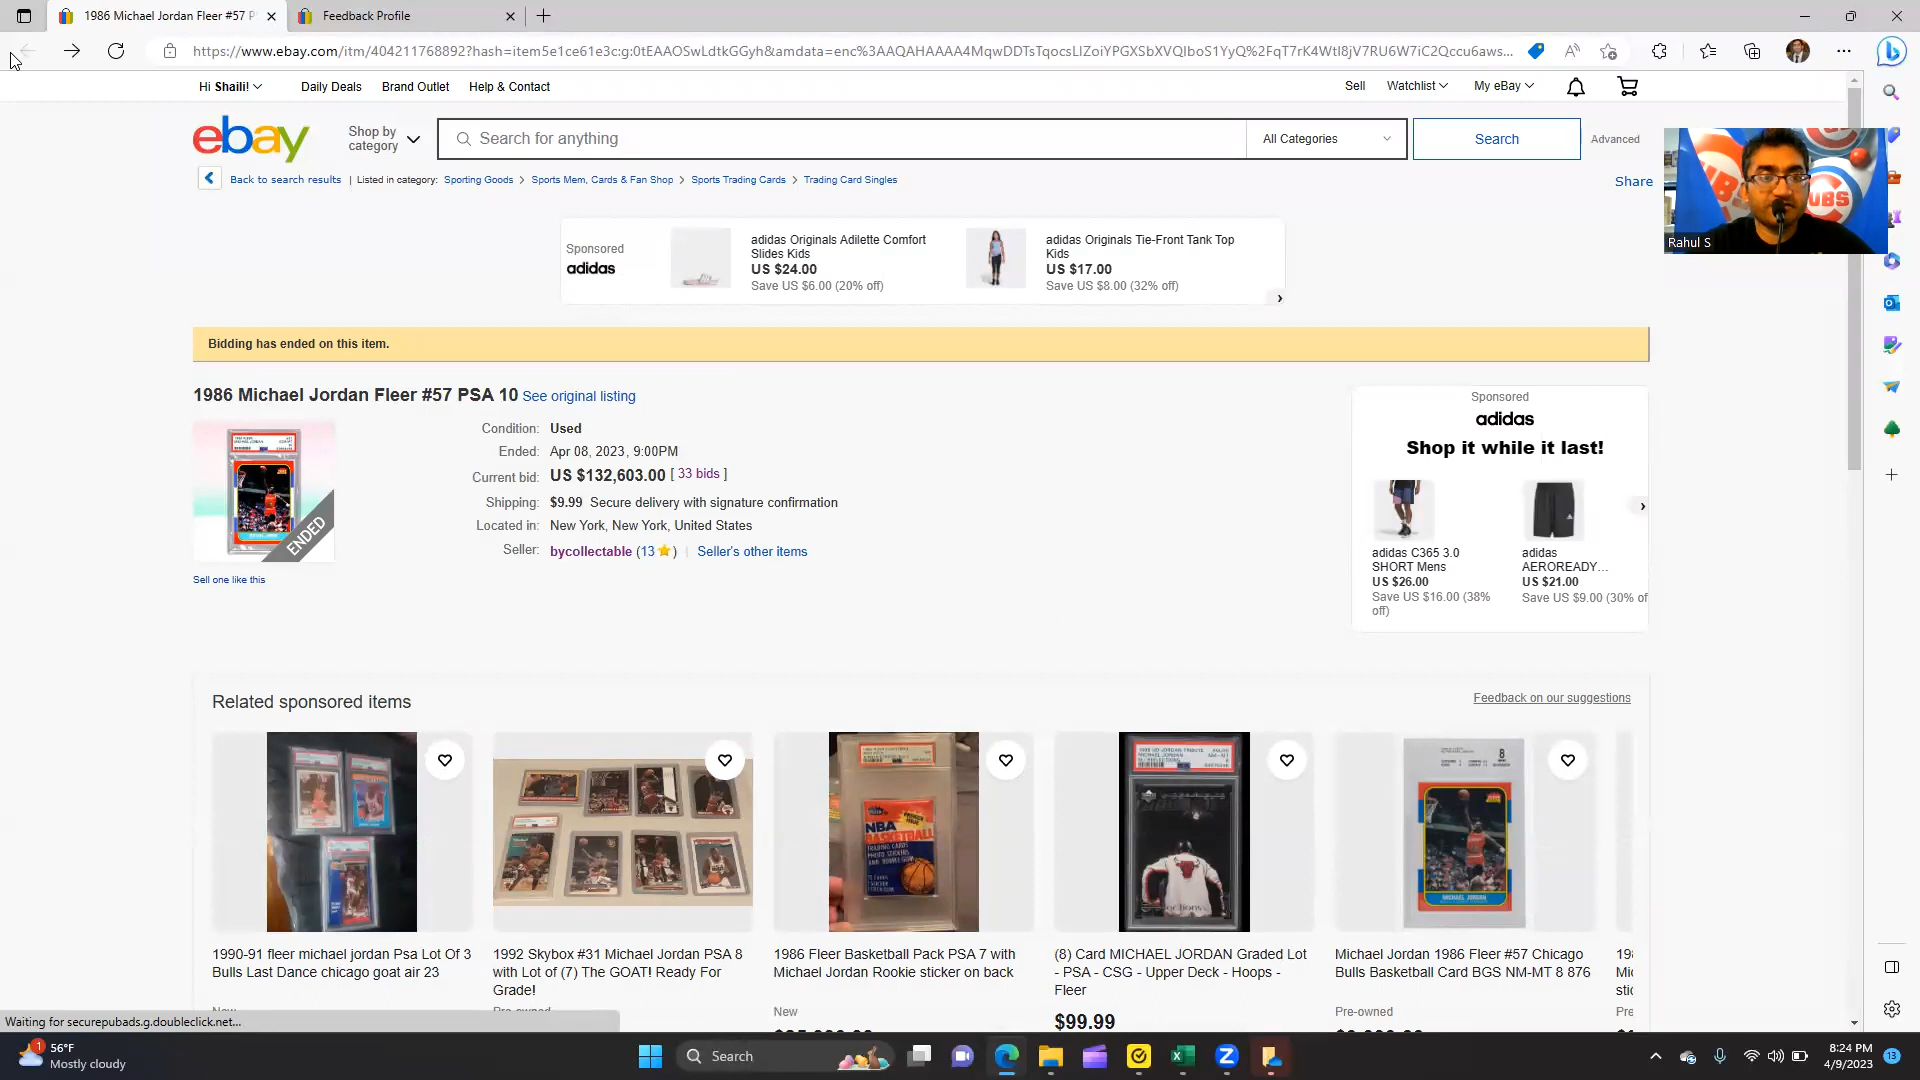 1986 Michael Jordan Fleer #57 P
Feedback Profile
https://www.ebay.com/itm/404211768892?hash=item5e1ce61e3c:g:0tEAAOSwLdtkGGyh&amdata=enc%3AAQAHAAAA4MqwDDTsTqocsLIZoiYPGXSbXVQIboS1YyQ%2FqT7rK4WtI8jV7RU6W7iC2Qccu6aws...
Hi Shaili!
Daily Deals
Brand Outlet
Help & Contact
Sell
Watchlist
My eBay
ebay
Shop by category
Search for anything
All Categories
Search
Advanced
Back to search results | Listed in category: Sporting Goods > Sports Mem, Cards & Fan Shop > Sports Trading Cards > Trading Card Singles
Share
CUBS
Rahul S
Sponsored
adidas
adidas Originals Adilette Comfort
Slides Kids
US $24.00
Save US $6.00 (20% off)
adidas Originals Tie-Front Tank Top
Kids
US $17.00
Save US $8.00 (32% off)
Bidding has ended on this item.
1986 Michael Jordan Fleer #57 PSA 10 See original listing
ENDED
Sell one like this
Condition: Used
Ended: Apr 08, 2023, 9:00PM
Current bid: US $132,603.00 [ 33 bids ]
Shipping: $9.99 Secure delivery with signature confirmation
Located in: New York, New York, United States
Seller: bycollectable (13) | Seller's other items
Sponsored
adidas
Shop it while it last!
adidas C365 3.0
SHORT Mens
US $26.00
Save US $16.00 (38%
off)
adidas
AEROREADY…
US $21.00
Save US $9.00 (30% of
Related sponsored items
Feedback on our suggestions
NBA
BASKETBALL
MICHAEL JORDAN
1990-91 fleer michael jordan Psa Lot Of 3
Bulls Last Dance chicago goat air 23
New
1992 Skybox #31 Michael Jordan PSA 8
with Lot of (7) The GOAT! Ready For
Grade!
Pre-owned
1986 Fleer Basketball Pack PSA 7 with
Michael Jordan Rookie sticker on back
New
(8) Card MICHAEL JORDAN Graded Lot
- PSA - CSG - Upper Deck - Hoops -
Fleer
$99.99
Michael Jordan 1986 Fleer #57 Chicago
Bulls Basketball Card BGS NM-MT 8 876
Pre-owned
Waiting for securepubads.g.doubleclick.net...
1
56°F
Mostly cloudy
Search
8:24 PM
4/9/2023
13